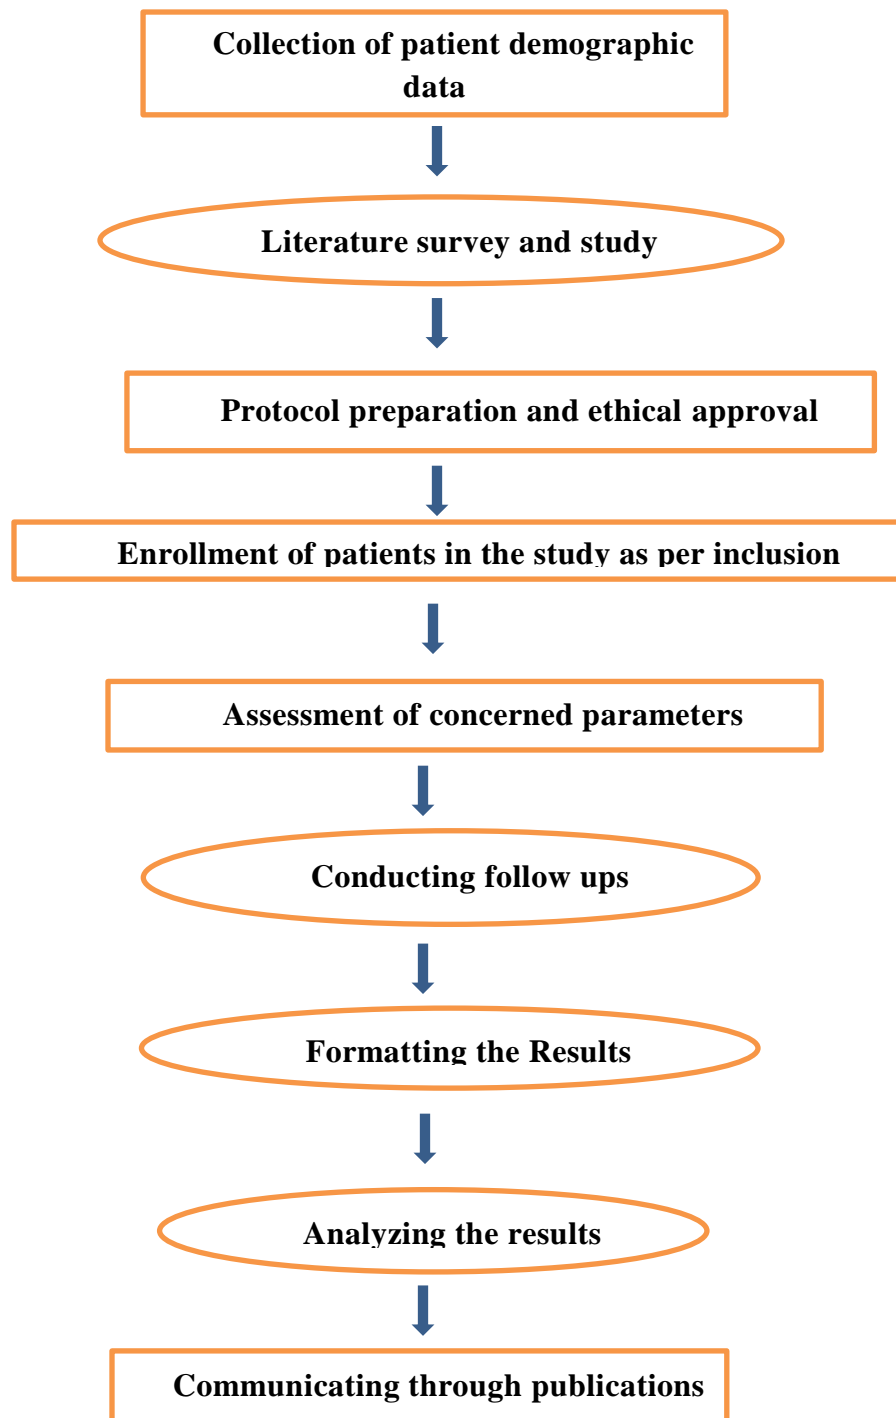 Collection of patient demographic
data
Literature survey and study
Protocol preparation and ethical approval
Enrollment of patients in the study as per inclusion
Assessment of concerned parameters
Conducting follow ups
Formatting the Results
Analyzing the results
Communicating through publications